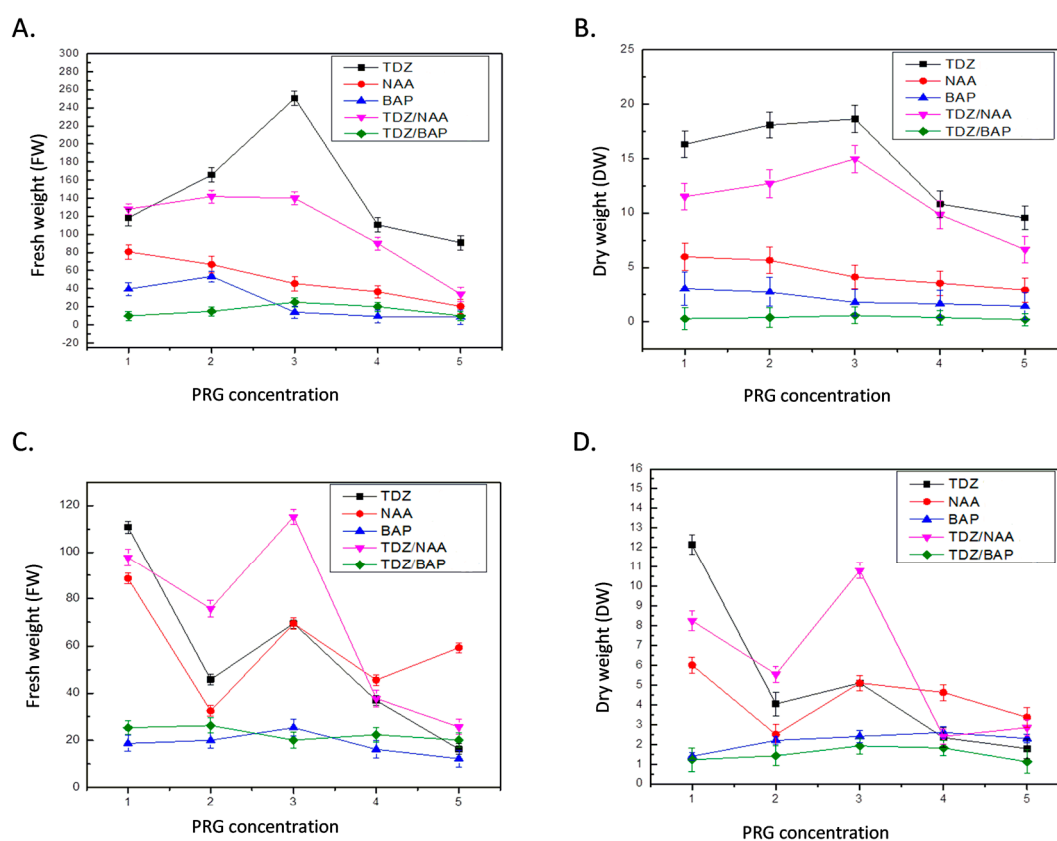 A.
300
280
260
240
220
200
180
160
140
120
100
80
60
40
20
0
-20
Fresh weight (FW)
TDZ
NAA
BAP
TDZ/NAA
TDZ/BAP
1 2 3 4 5
PRG concentration
B.
25
20
15
10
5
0
Dry weight (DW)
TDZ
NAA
BAP
TDZ/NAA
TDZ/BAP
1 2 3 4 5
PRG concentration
C.
120
100
80
60
40
20
0
Fresh weight (FW)
TDZ
NAA
BAP
TDZ/NAA
TDZ/BAP
1 2 3 4 5
PRG concentration
D.
16
15
14
13
12
11
10
9
8
7
6
5
4
3
2
1
0
Dry weight (DW)
TDZ
NAA
BAP
TDZ/NAA
TDZ/BAP
1 2 3 4 5
PRG concentration